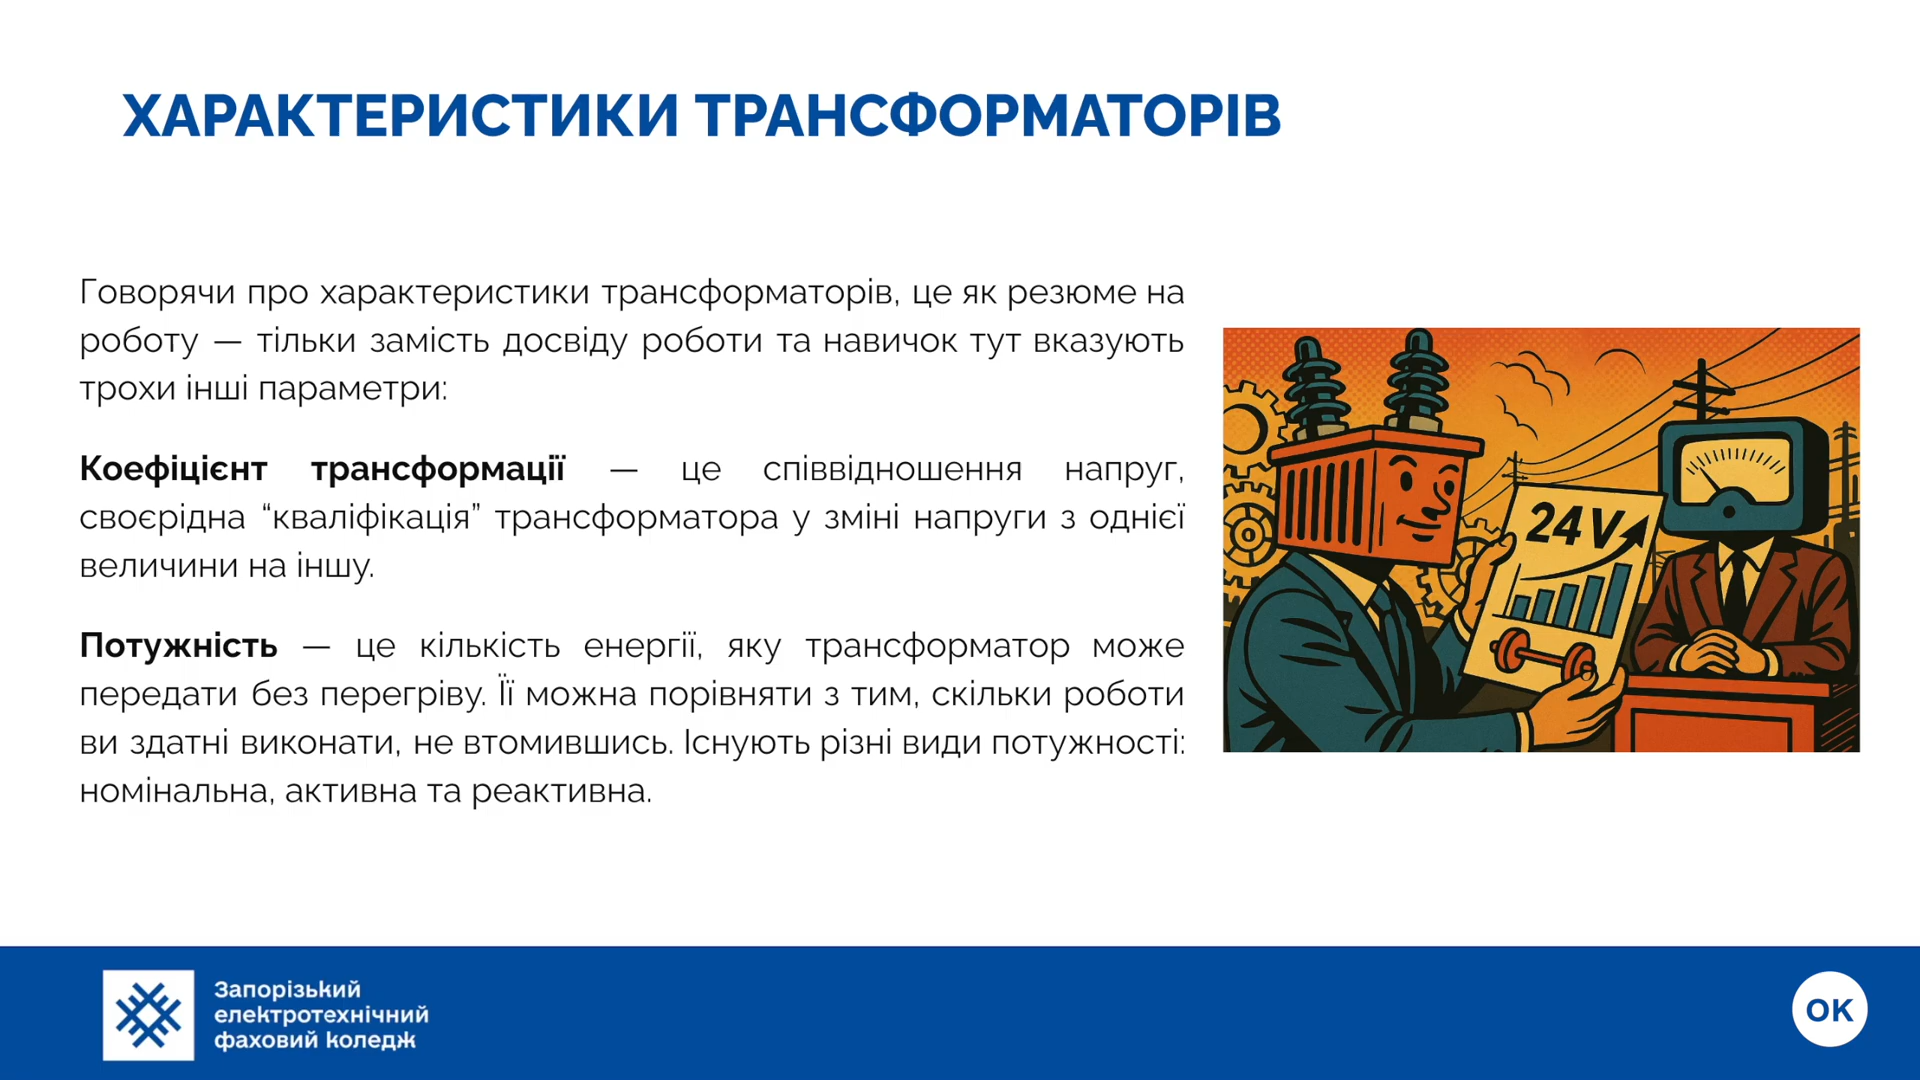 ХАРАКТЕРИСТИКИ ТРАНСФОРМАТОРІВ
Говорячи про характеристики трансформаторів, це як резюме на
роботу — тільки замість досвіду роботи та навичок тут вказують
трохи інші параметри:
Коефіцієнт трансформації — це співвідношення напруг,
своєрідна “кваліфікація” трансформатора у зміні напруги з однієї
величини на іншу.
Потужність — це кількість енергії, яку трансформатор може
передати без перегріву. Її можна порівняти з тим, скільки роботи
ви здатні виконати, не втомившись. Існують різні види потужності:
номінальна, активна та реактивна.
24V
Запорізький
електротехнічний
фаховий коледж
ОК